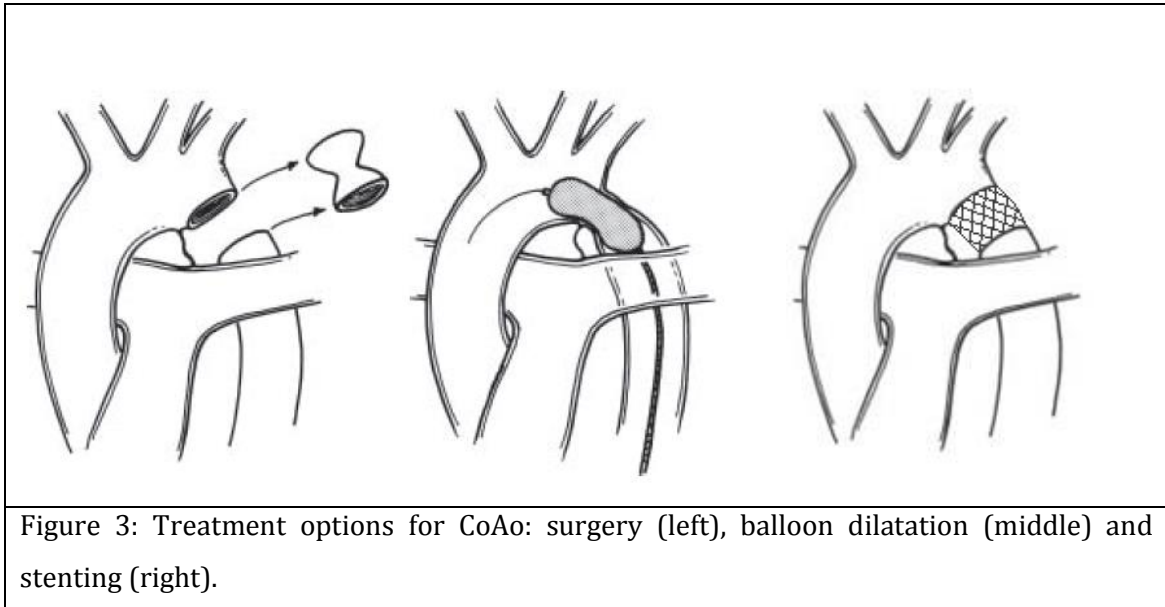 Figure 3: Treatment options for CoAo: surgery (left), balloon dilatation (middle) and
stenting (right).